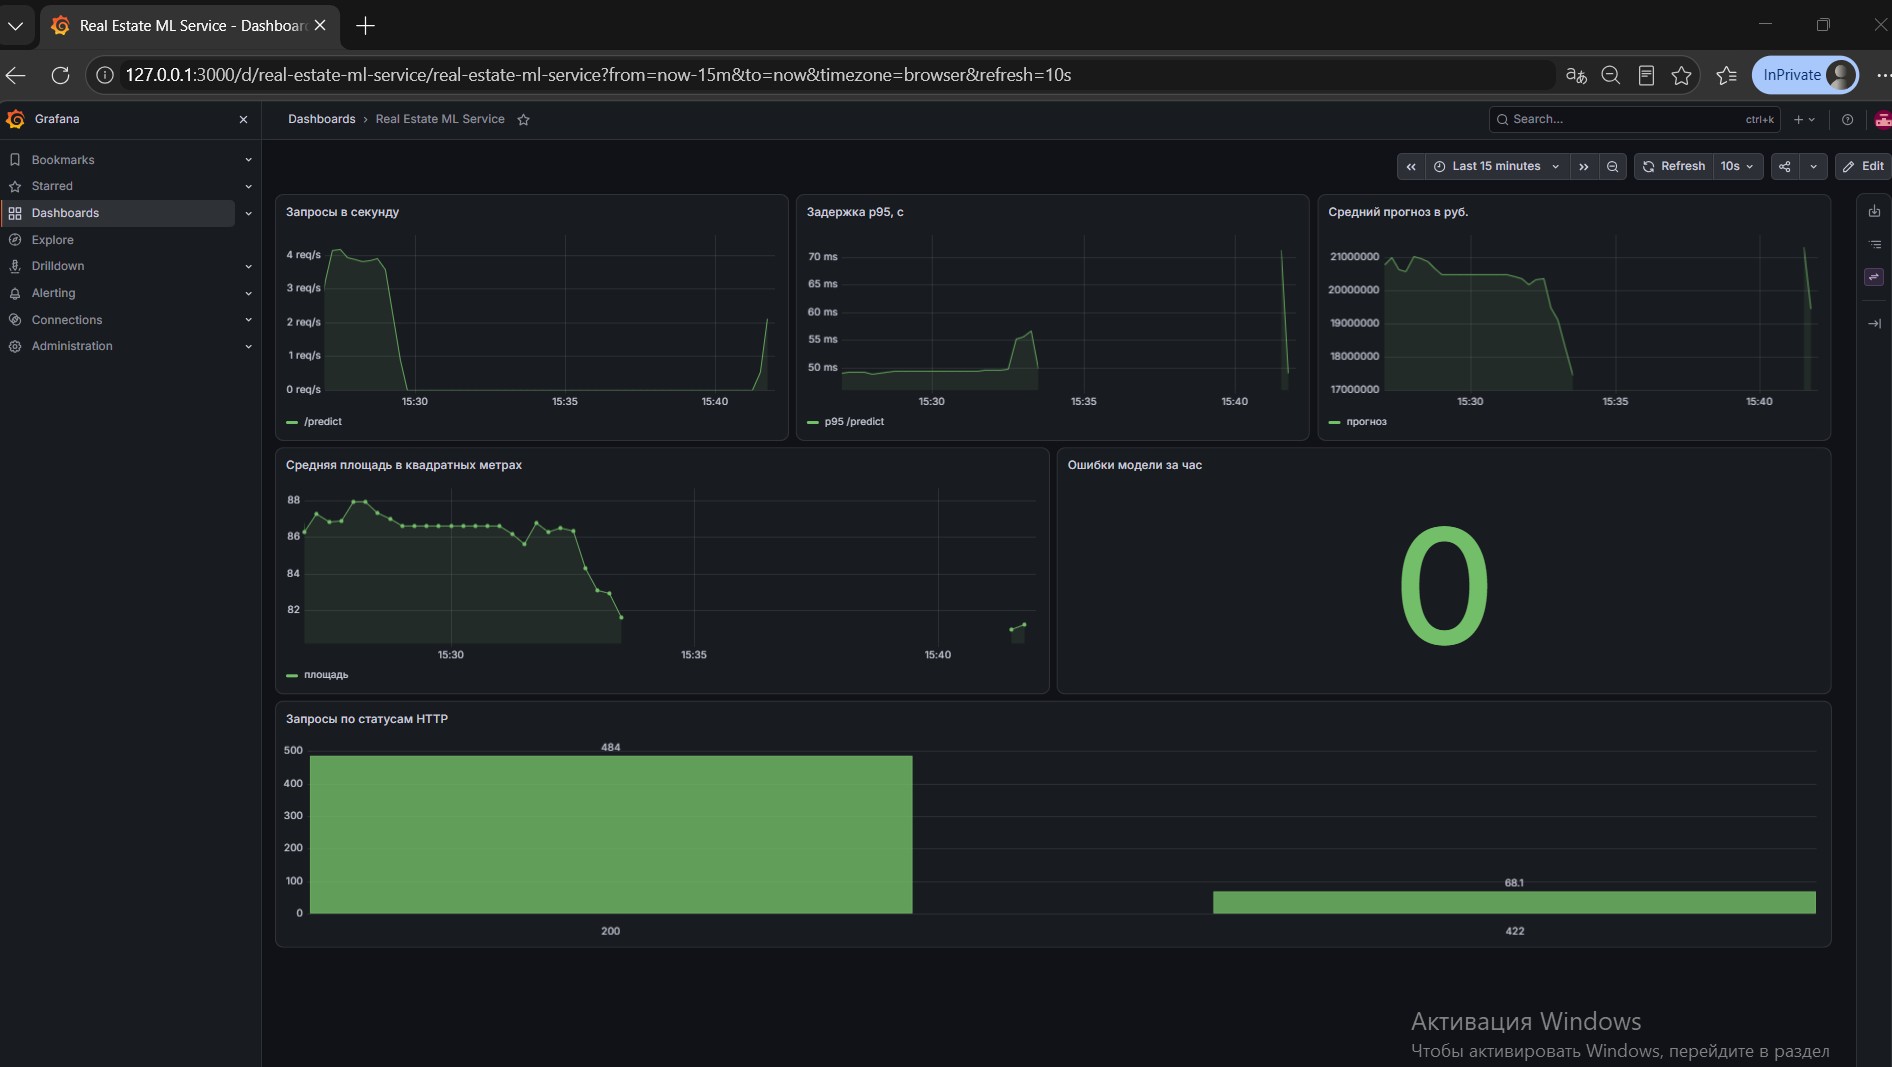 Real Estate ML Service - Dashboar
127.0.0.1:3000/d/real-estate-ml-service/real-estate-ml-service?from=now-15m&to=now&timezone=browser&refresh=10s
InPrivate
Grafana
Dashboards › Real Estate ML Service
Search... ctrl+k
Bookmarks
Starred
Dashboards
Explore
Drilldown
Alerting
Connections
Administration
Last 15 minutes
Refresh 10s
Edit
Запросы в секунду
4 req/s
3 req/s
2 req/s
1 req/s
0 req/s
15:30 15:35 15:40
/predict
Задержка p95, с
70 ms
65 ms
60 ms
55 ms
50 ms
15:30 15:35 15:40
p95 /predict
Средний прогноз в руб.
21000000
20000000
19000000
18000000
17000000
15:30 15:35 15:40
прогноз
Средняя площадь в квадратных метрах
88
86
84
82
15:30 15:35 15:40
площадь
Ошибки модели за час
0
Запросы по статусам HTTP
500
400
300
200
100
0
484
68.1
200 422
Активация Windows
Чтобы активировать Windows, перейдите в раздел